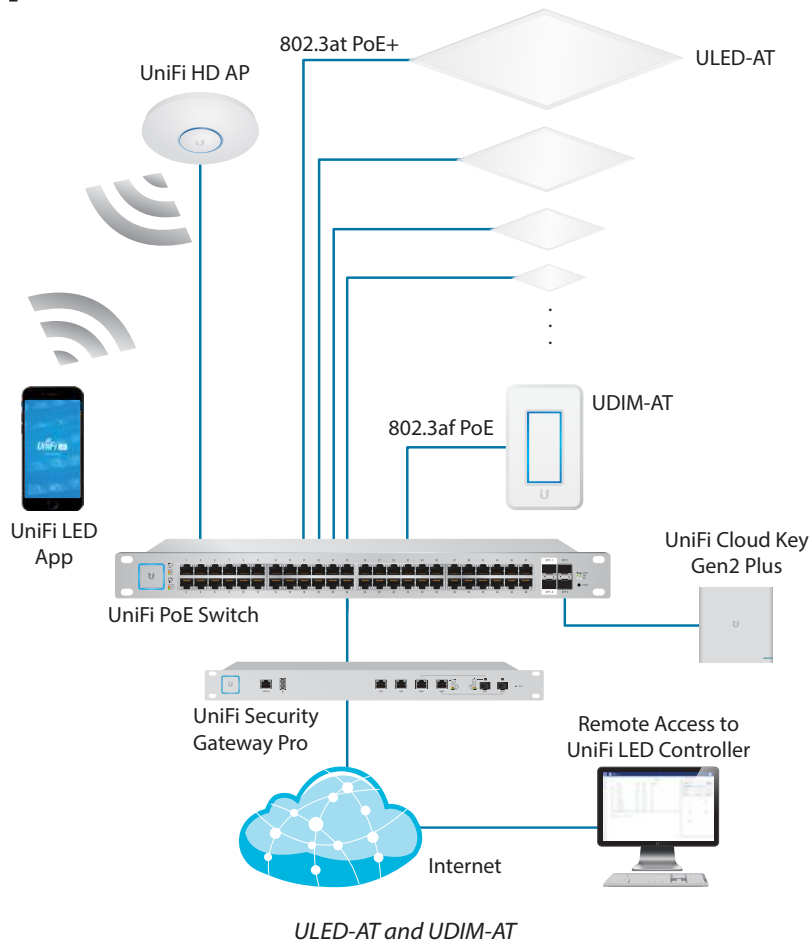 802.3at PoE+
ULED-AT
UniFi HD AP
UDIM-AT
802.3af PoE
UniFi
UniFi LED
App
UniFi Cloud Key
Gen2 Plus
UniFi PoE Switch
UniFi Security
Gateway Pro
Remote Access to
UniFi LED Controller
Internet
ULED-AT and UDIM-AT